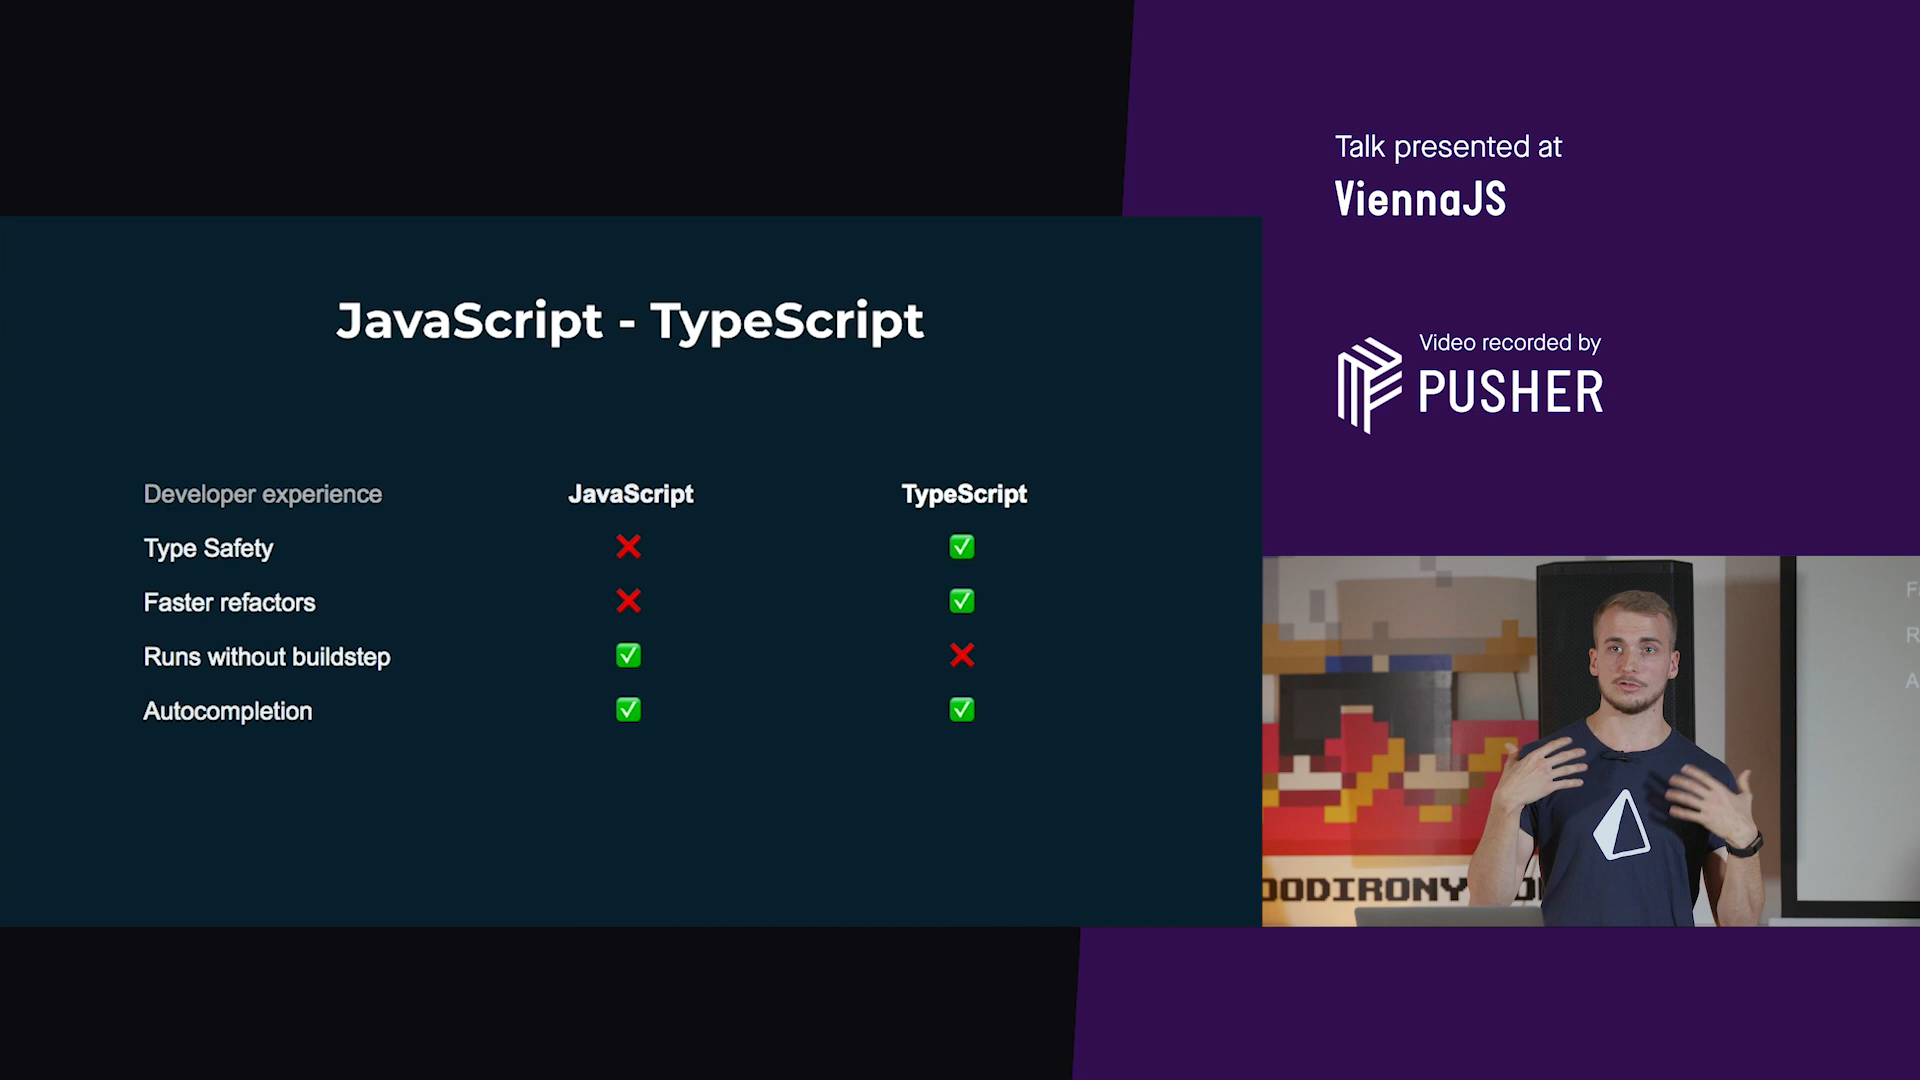 Talk presented at
ViennaJS
Video recorded by
PUSHER
JavaScript - TypeScript
Developer experience JavaScript TypeScript
Type Safety ❌ ✅
Faster refactors ❌ ✅
Runs without buildstep ✅ ❌
Autocompletion ✅ ✅